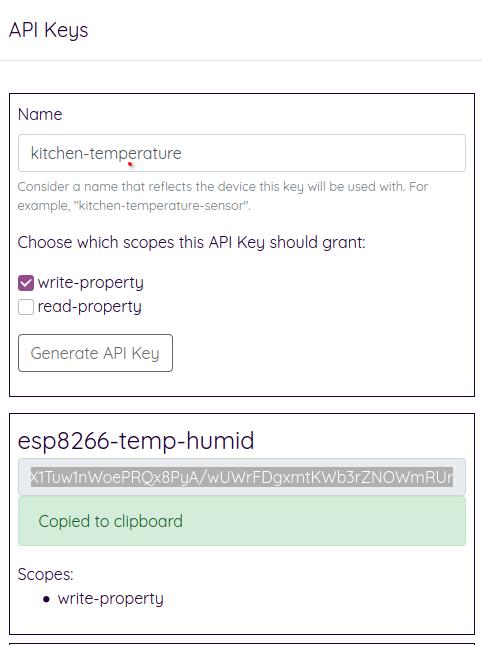 API Keys
Name
kitchen-temperature
Consider a name that reflects the device this key will be used with. For
example, "kitchen-temperature-sensor".
Choose which scopes this API Key should grant:
write-property
read-property
Generate API Key
esp8266-temp-humid
X1Tuw1nWoePRQx8PyA/wUWrFDgxmtKWb3rZNOWmRUr
Copied to clipboard
Scopes:
• write-property